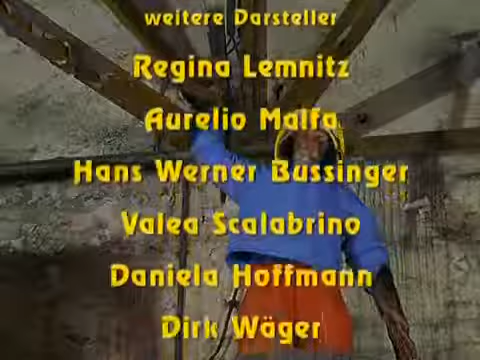 weitere Darsteller
Regina Lemnitz
Aurelio Malfa
Hans Werner Bussinger
Valea Scalabrino
Daniela Hoffmann
Dirk Wäger